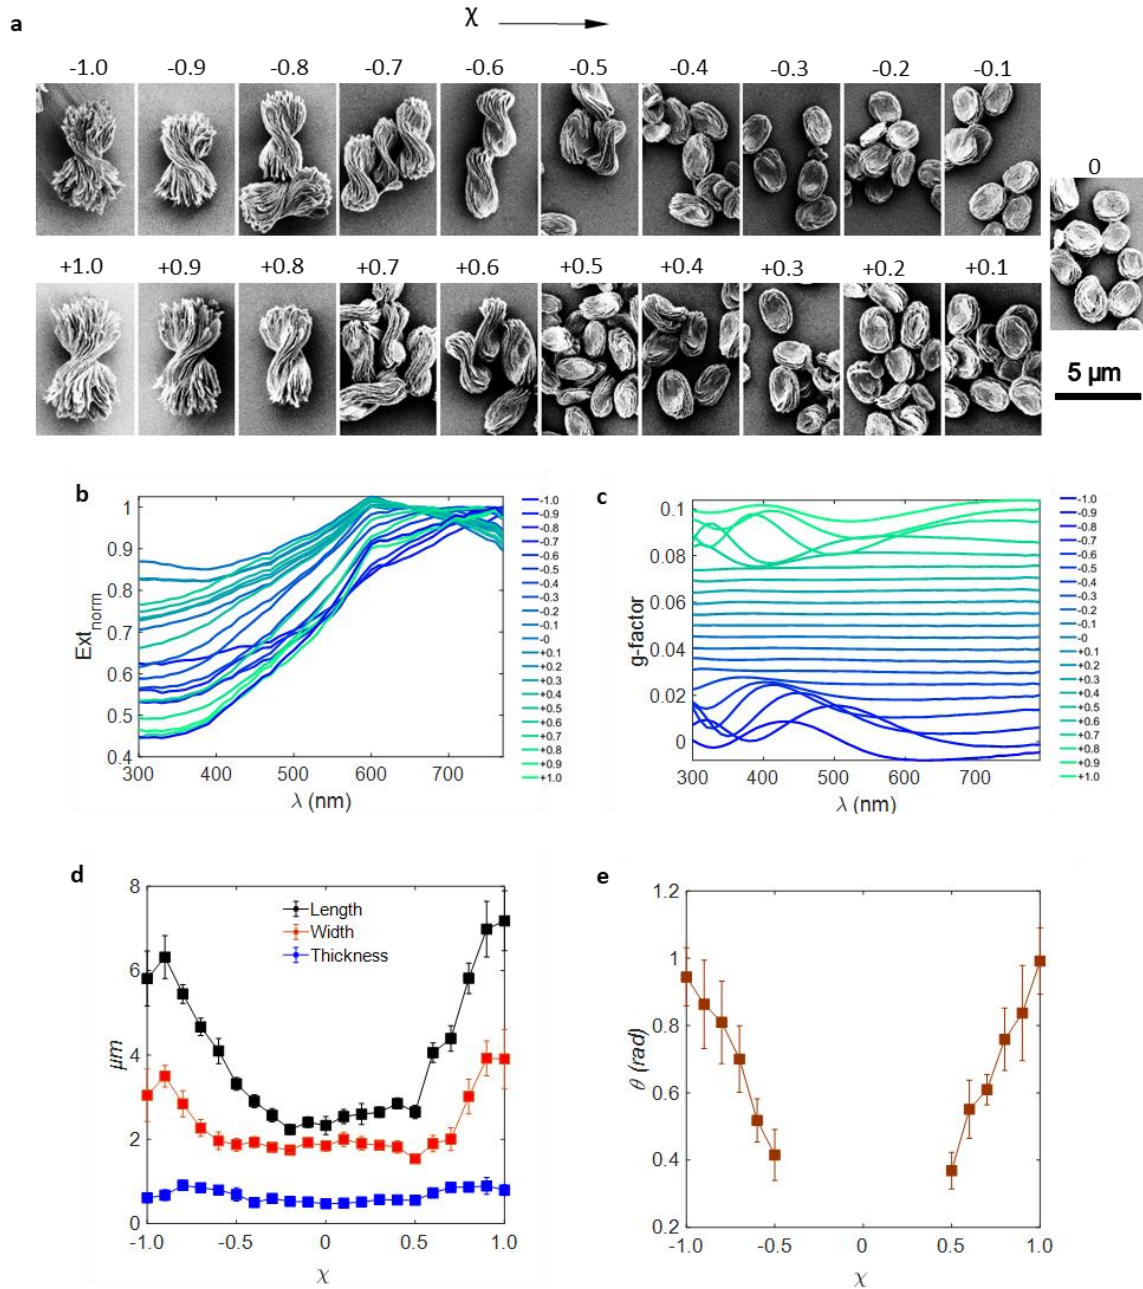 a
χ
-1.0 -0.9 -0.8 -0.7 -0.6 -0.5 -0.4 -0.3 -0.2 -0.1
0
+1.0 +0.9 +0.8 +0.7 +0.6 +0.5 +0.4 +0.3 +0.2 +0.1
5 µm
b
Ext_norm
1
0.9
0.8
0.7
0.6
0.5
0.4
300 400 500 600 700
λ (nm)
-1.0
-0.9
-0.8
-0.7
-0.6
-0.5
-0.4
-0.3
-0.2
-0.1
-0
+0.1
+0.2
+0.3
+0.4
+0.5
+0.6
+0.7
+0.8
+0.9
+1.0
c
g-factor
0.1
0.08
0.06
0.04
0.02
0
300 400 500 600 700
λ (nm)
-1.0
-0.9
-0.8
-0.7
-0.6
-0.5
-0.4
-0.3
-0.2
-0.1
-0
+0.1
+0.2
+0.3
+0.4
+0.5
+0.6
+0.7
+0.8
+0.9
+1.0
d
µm
8
6
4
2
0
Length
Width
Thickness
-1.0 -0.5 0 0.5 1.0
χ
e
θ (rad)
1.2
1
0.8
0.6
0.4
0.2
-1.0 -0.5 0 0.5 1.0
χ